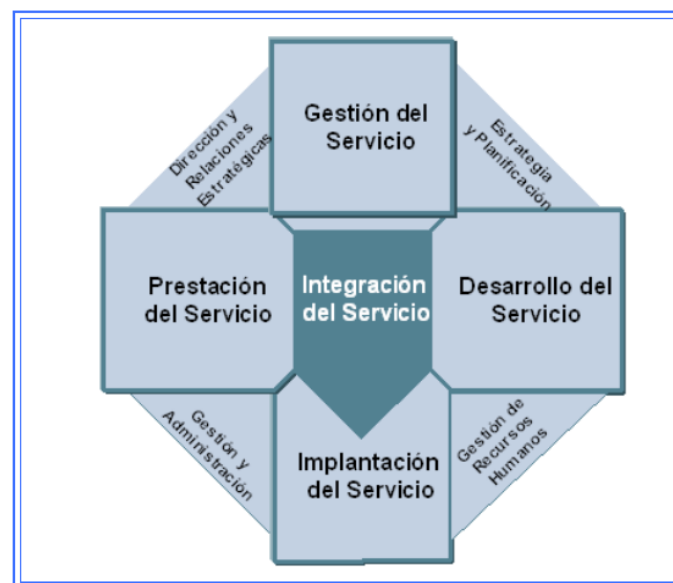 Gestión del
Servicio
Dirección y
Relaciones
Estratégicas
Estrategia
y Planificación
Prestación
del Servicio
Integración
del Servicio
Desarrollo del
Servicio
Gestión y
Administración
Implantación
del Servicio
Gestión de
Recursos
Humanos